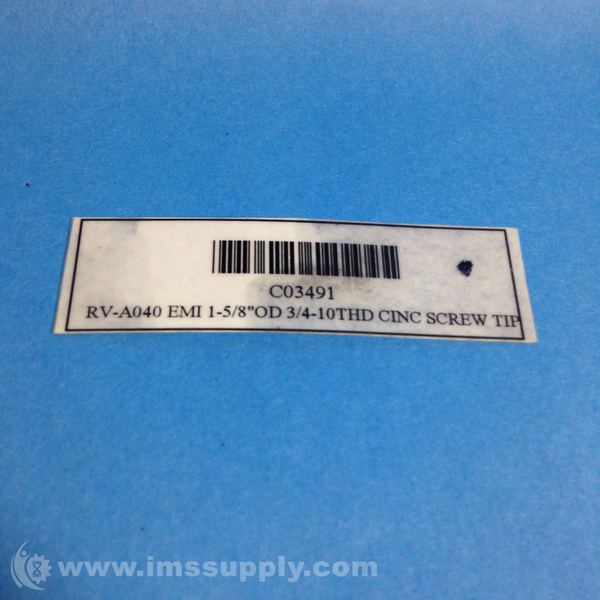 C03491
RV-A040 EMI 1-5/8"OD 3/4-10THD CINC SCREW TIP
www.imssupply.com